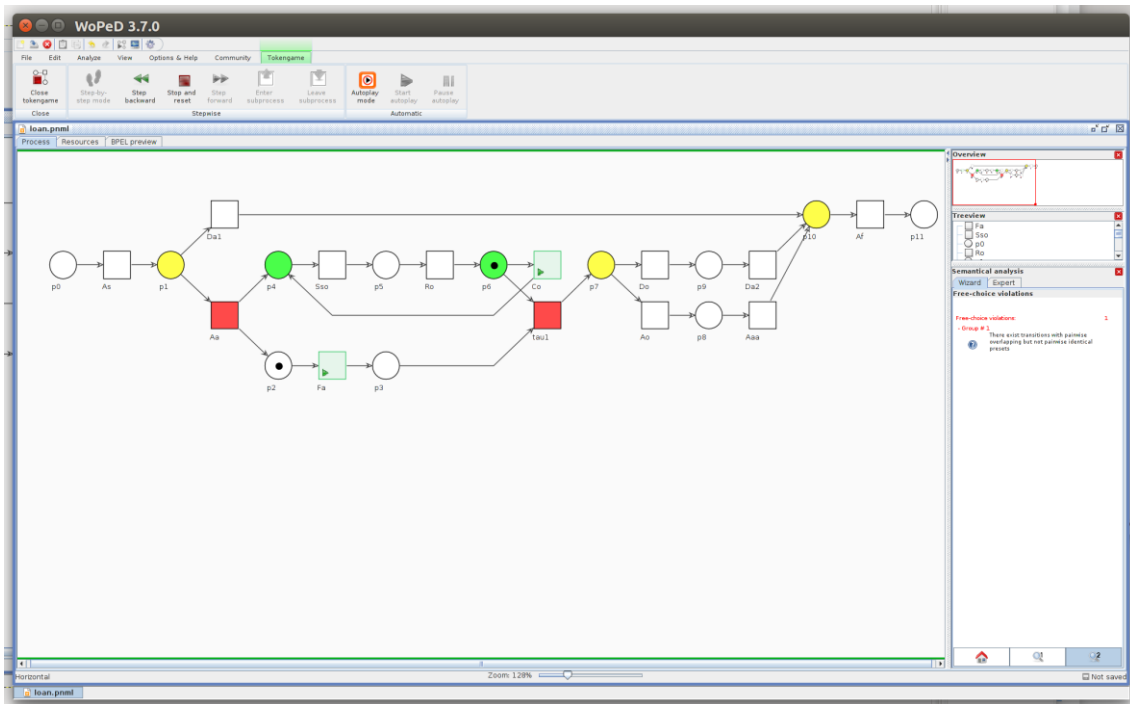 WoPeD 3.7.0
File Edit Analyze View Options & Help Community Tokengame
Close tokengame
Step-by-step mode
Step backward
Stop and reset
Step forward
Enter subprocess
Leave subprocess
Autoplay mode
Start autoplay
Pause autoplay
Close Stepwise Automatic
loan.pnml
Process Resources BPEL preview
Overview
Da1 p10 Af p11
Treeview
Fa
Sso
p0
Ro
p0 As p1 p4 Sso p5 Ro p6 Co p7 Do p9 Da2
Semantical analysis
Wizard Expert
Free-choice violations
Free-choice violations: 1
- Group # 1
There exist transitions with pairwise
overlapping but not pairwise identical
presets
Aa tau1 Ao p8 Aaa
p2 Fa p3
2
Horizontal Zoom: 128% Not saved
loan.pnml